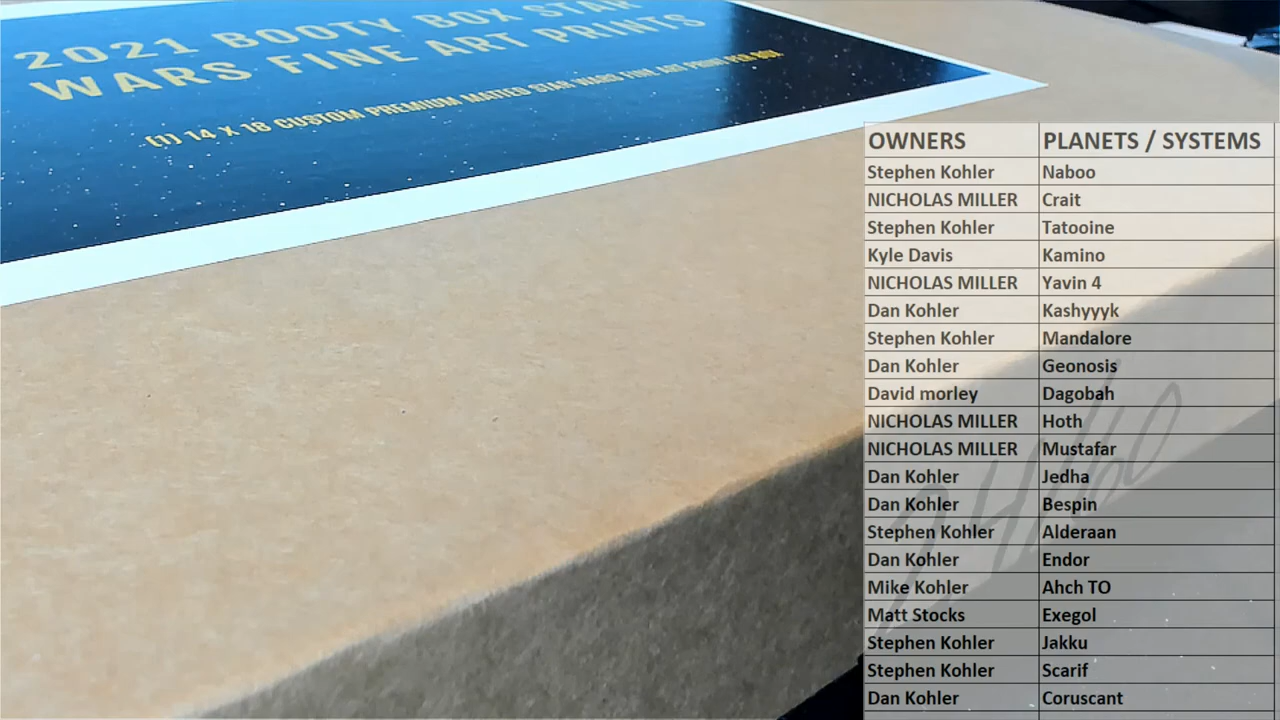 2021 BOOTY BOX STAR
WARS FINE ART PRINTS
(1) 14 X 18 CUSTOM PREMIUM MATED STAR WARS FINE ART PRINT PER BOX
OWNERS PLANETS / SYSTEMS
Stephen Kohler Naboo
NICHOLAS MILLER Crait
Stephen Kohler Tatooine
Kyle Davis Kamino
NICHOLAS MILLER Yavin 4
Dan Kohler Kashyyyk
Stephen Kohler Mandalore
Dan Kohler Geonosis
David morley Dagobah
NICHOLAS MILLER Hoth
NICHOLAS MILLER Mustafar
Dan Kohler Jedha
Dan Kohler Bespin
Stephen Kohler Alderaan
Dan Kohler Endor
Mike Kohler Ahch TO
Matt Stocks Exegol
Stephen Kohler Jakku
Stephen Kohler Scarif
Dan Kohler Coruscant